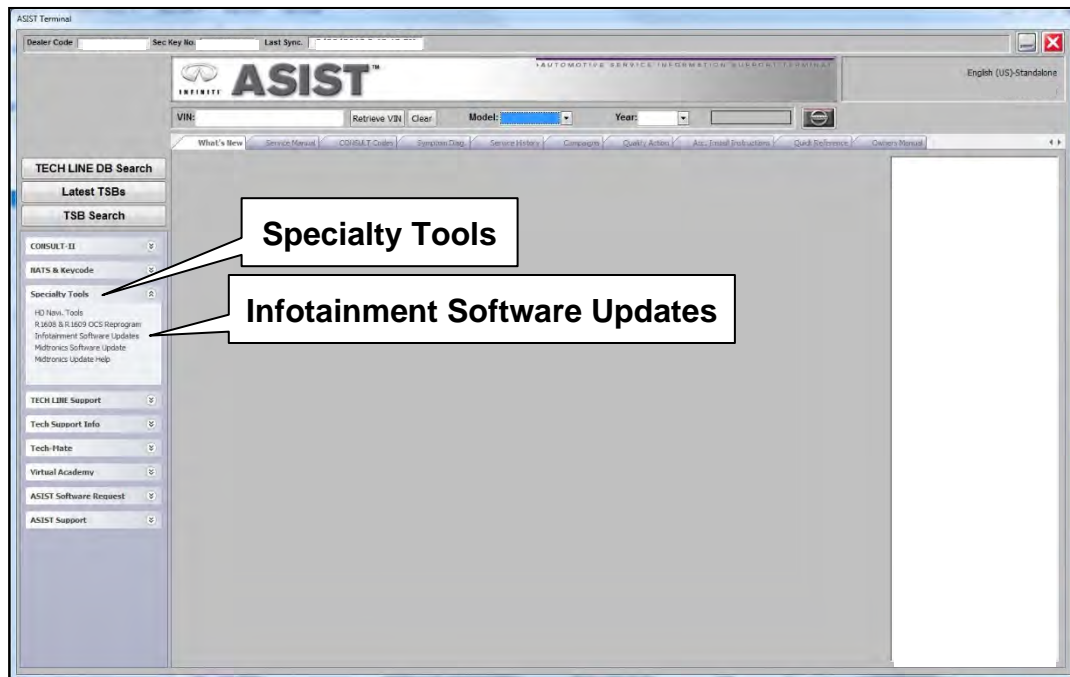 ASIST Terminal
Dealer Code Sec Key No. Last Sync.
INFINITI ASIST™
AUTOMOTIVE SERVICE INFORMATION SUPPORT TERMINAL
English (US)-Standalone
VIN: Retrieve VIN Clear Model: Year:
What's New Service Manual CONSULT Codes Symptom Diag. Service History Campaigns Quality Action Acc. Install Instructions Quick Reference Owners Manual
TECH LINE DB Search
Latest TSBs
TSB Search
CONSULT-II
NATS & Keycode
Specialty Tools
HD Navi. Tools
R1608 & R1609 OCS Reprogram
Infotainment Software Updates
Midtronics Software Update
Midtronics Update Help
TECH LINE Support
Tech Support Info
Tech-Mate
Virtual Academy
ASIST Software Request
ASIST Support
Specialty Tools
Infotainment Software Updates